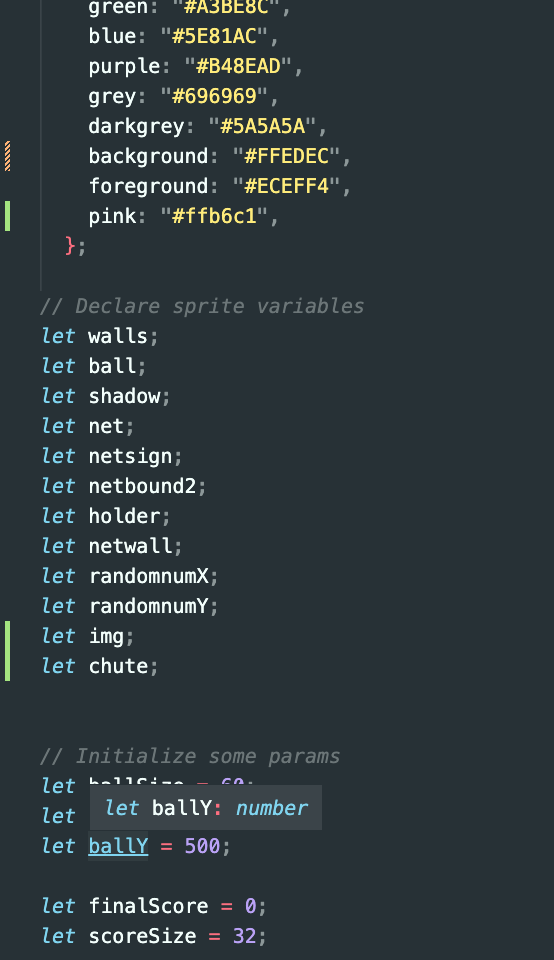 green: "#A3BE8C",
blue: "#5E81AC",
purple: "#B48EAD",
grey: "#696969",
darkgrey: "#5A5A5A",
background: "#FFEDEC",
foreground: "#ECEFF4",
pink: "#ffb6c1",
};
// Declare sprite variables
let walls;
let ball;
let shadow;
let net;
let netsign;
let netbound2;
let holder;
let netwall;
let randomnumX;
let randomnumY;
let img;
let chute;
// Initialize some params
let ballSize = 60;
let
let ballY: number
let ballY = 500;
let finalScore = 0;
let scoreSize = 32;